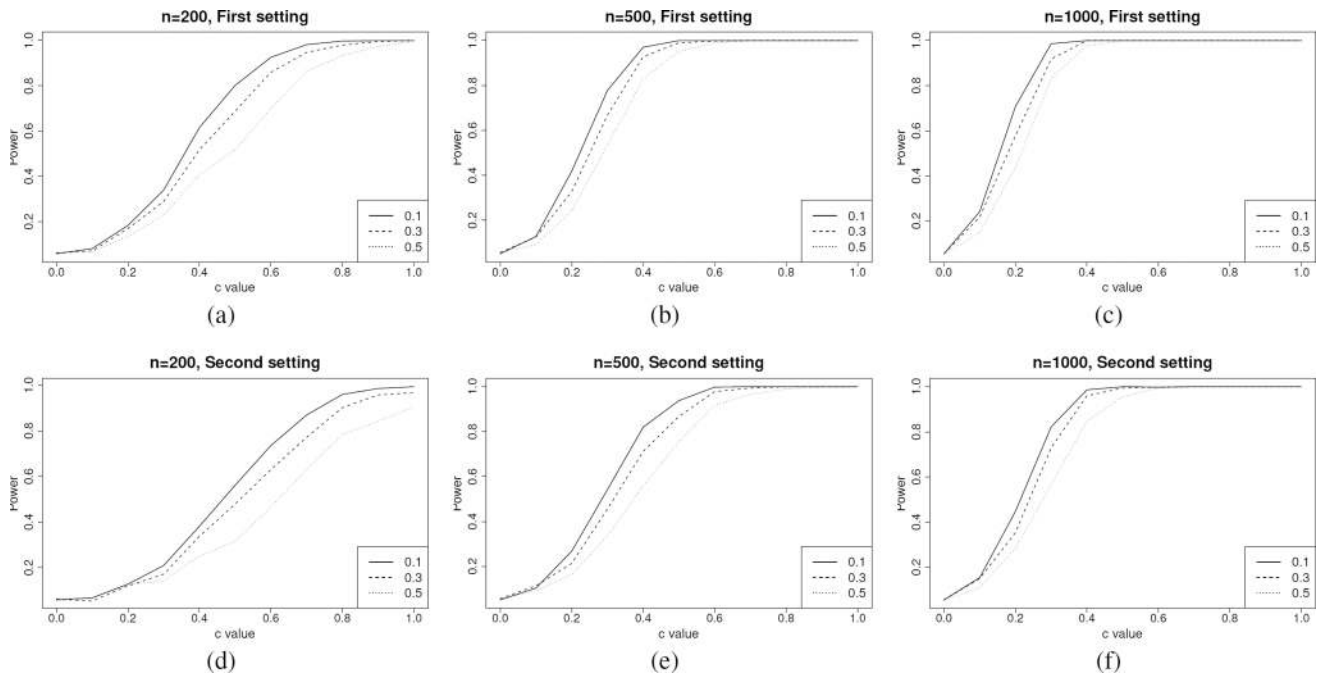 n=200, First setting
n=500, First setting
n=1000, First setting
Power
0.2 0.4 0.6 0.8 1.0
0.1
0.3
0.5
0.0 0.2 0.4 0.6 0.8 1.0
c value
(a)
Power
0.2 0.4 0.6 0.8 1.0
0.1
0.3
0.5
0.0 0.2 0.4 0.6 0.8 1.0
c value
(b)
Power
0.2 0.4 0.6 0.8 1.0
0.1
0.3
0.5
0.0 0.2 0.4 0.6 0.8 1.0
c value
(c)
n=200, Second setting
n=500, Second setting
n=1000, Second setting
Power
0.2 0.4 0.6 0.8 1.0
0.1
0.3
0.5
0.0 0.2 0.4 0.6 0.8 1.0
c value
(d)
Power
0.2 0.4 0.6 0.8 1.0
0.1
0.3
0.5
0.0 0.2 0.4 0.6 0.8 1.0
c value
(e)
Power
0.2 0.4 0.6 0.8 1.0
0.1
0.3
0.5
0.0 0.2 0.4 0.6 0.8 1.0
c value
(f)